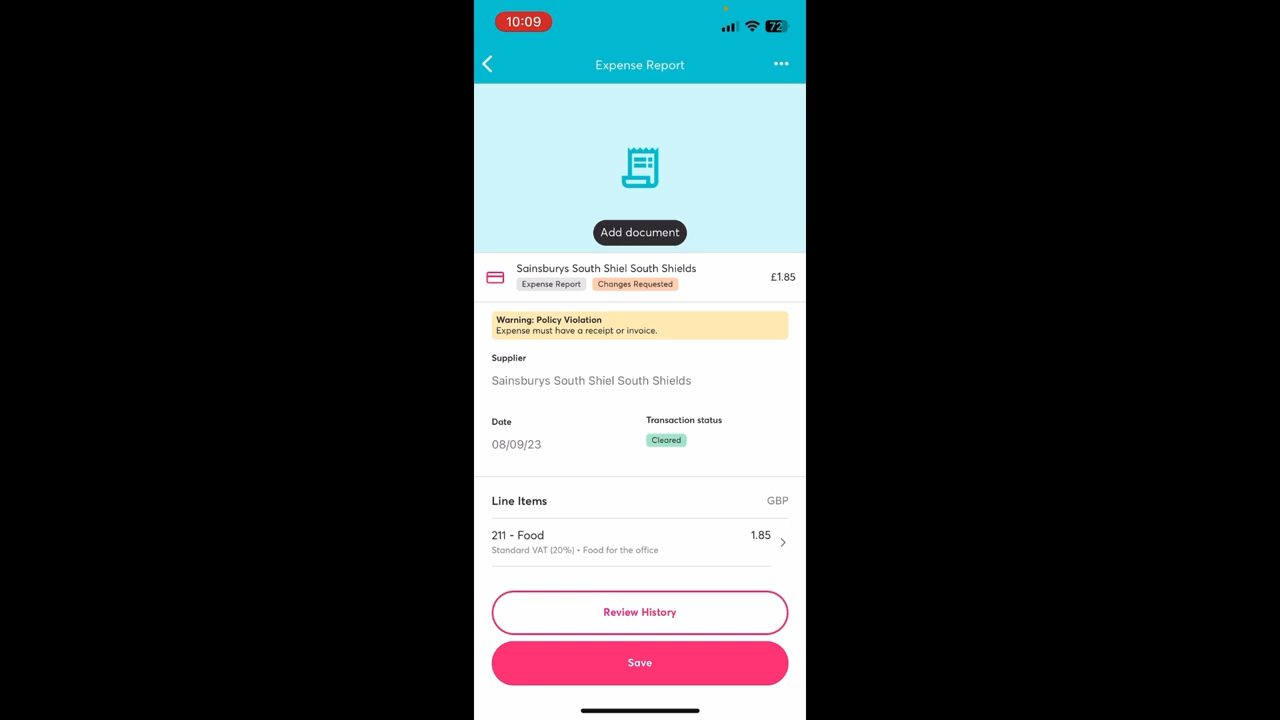 10:09
72
Expense Report
Add document
Sainsburys South Shiel South Shields
£1.85
Expense Report
Changes Requested
Warning: Policy Violation
Expense must have a receipt or invoice.
Supplier
Sainsburys South Shiel South Shields
Date
Transaction status
08/09/23
Cleared
Line Items
GBP
211 - Food
1.85
Standard VAT (20%) • Food for the office
Review History
Save